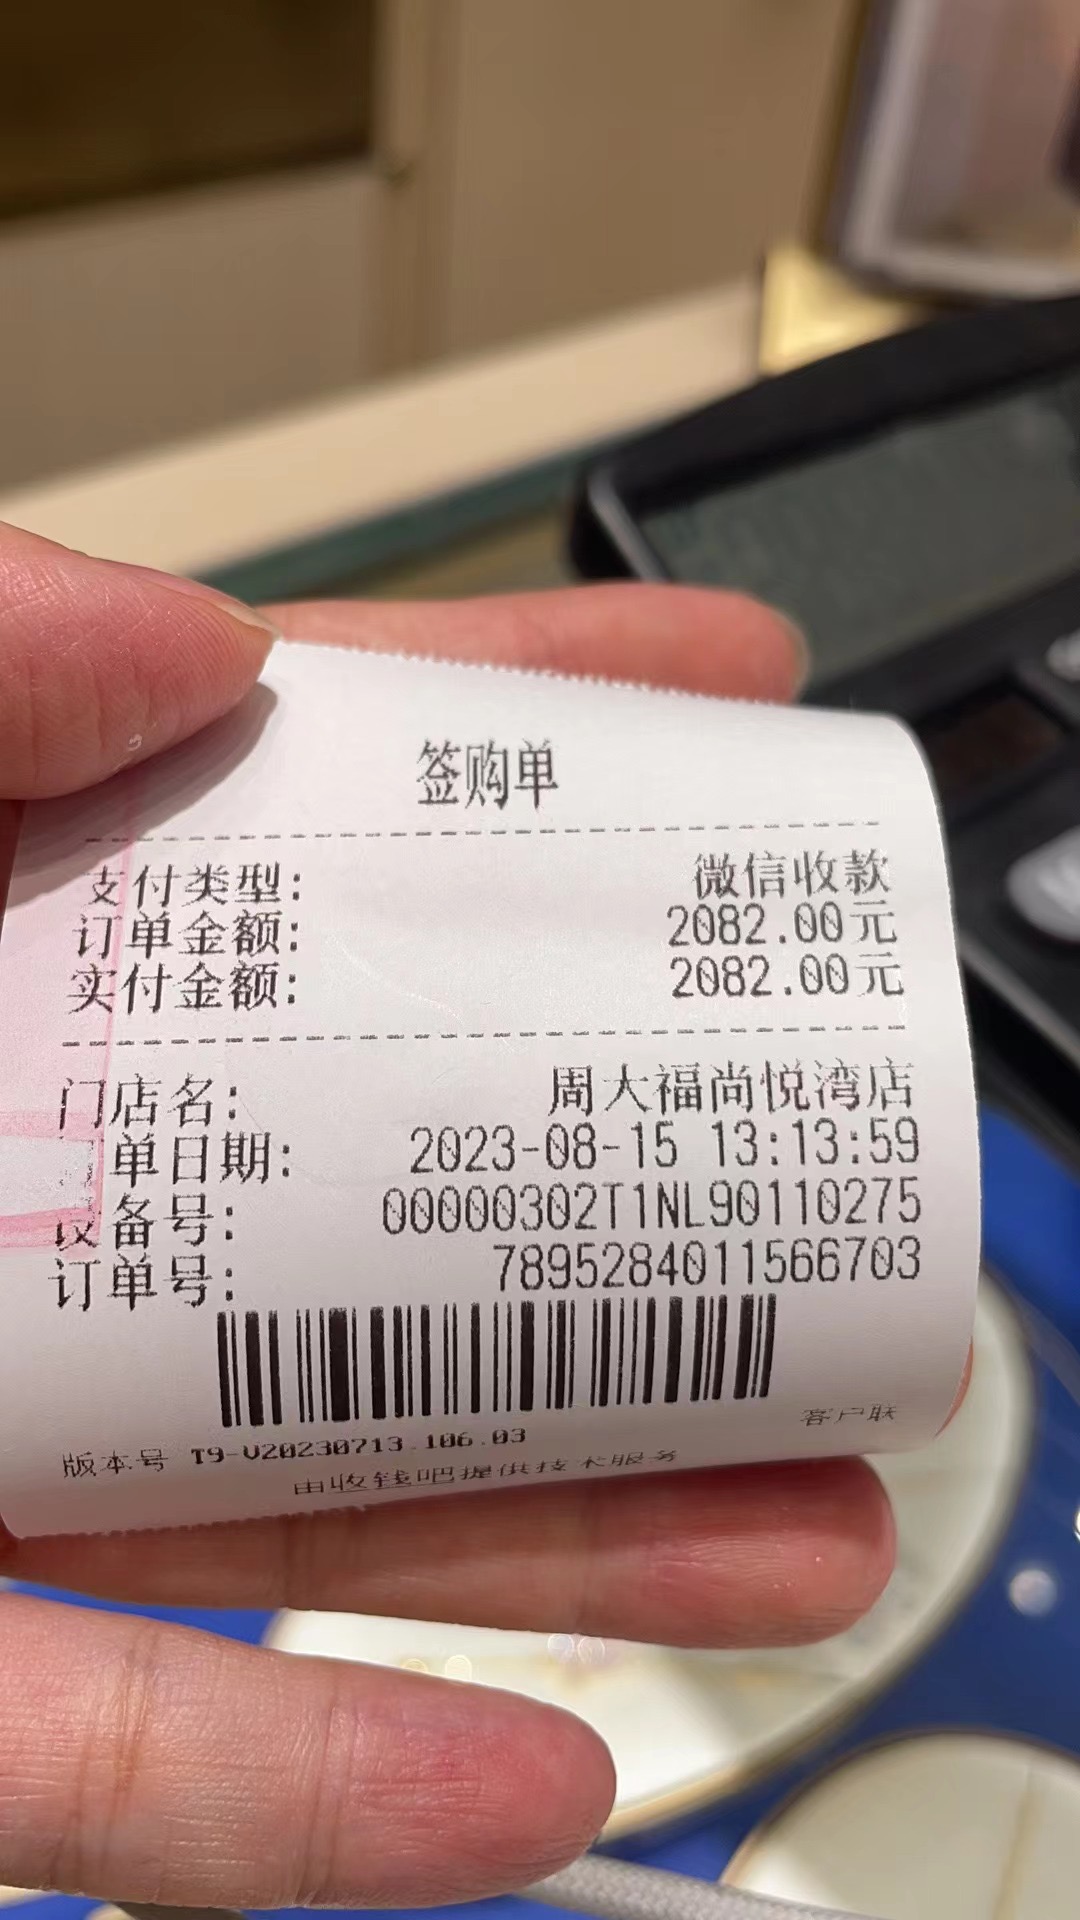 签购单
支付类型: 微信收款
订单金额: 2082.00元
实付金额: 2082.00元
门店名: 周大福尚悦湾店
单日期: 2023-08-15 13:13:59
设备号: 00000302T1NL90110275
订单号: 7895284011566703
版本号 T9-V20230713.106.03
客户联
由收钱吧提供技术服务